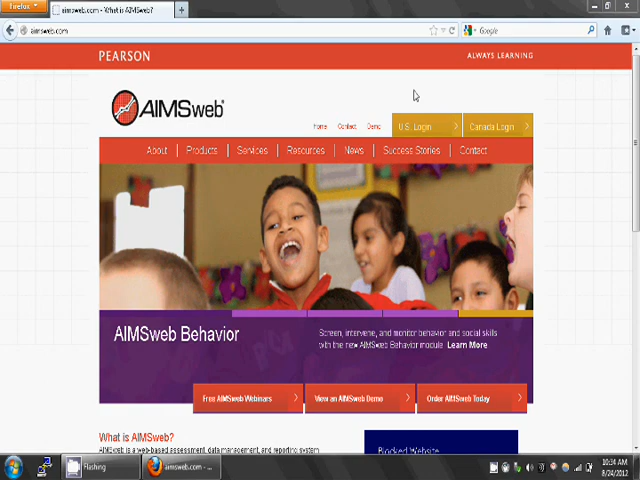 Firefox
aimsweb.com - What is AIMSweb?
aimsweb.com
Google
PEARSON
ALWAYS LEARNING
AIMSweb
Home Contact Demo U.S. Login Canada Login
About Products Services Resources News Success Stories Contact
AIMSweb Behavior
Screen, intervene, and monitor behavior and social skills
with the new AIMSweb Behavior module. Learn More
Free AIMSweb Webinars View an AIMSweb Demo Order AIMSweb Today
What is AIMSweb?
AIMSweb is a web-based assessment, data management, and reporting system
Blocked Website
Flashing
aimsweb.com - ...
10:34 AM
8/24/2012